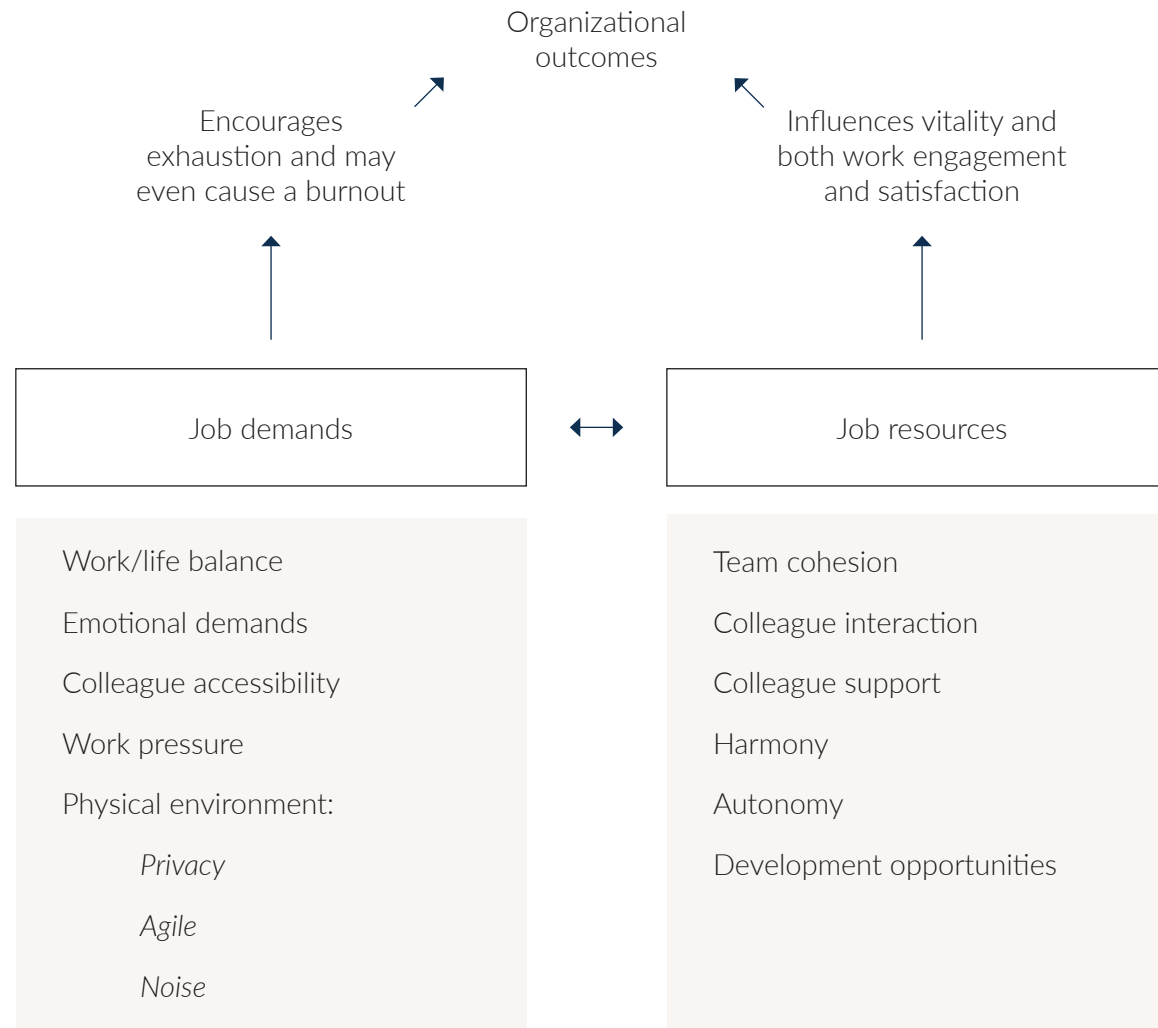 Organizational
outcomes
Encourages
exhaustion and may
even cause a burnout
Influences vitality and
both work engagement
and satisfaction
Job demands
Job resources
Work/life balance
Emotional demands
Colleague accessibility
Work pressure
Physical environment:
Privacy
Agile
Noise
Team cohesion
Colleague interaction
Colleague support
Harmony
Autonomy
Development opportunities